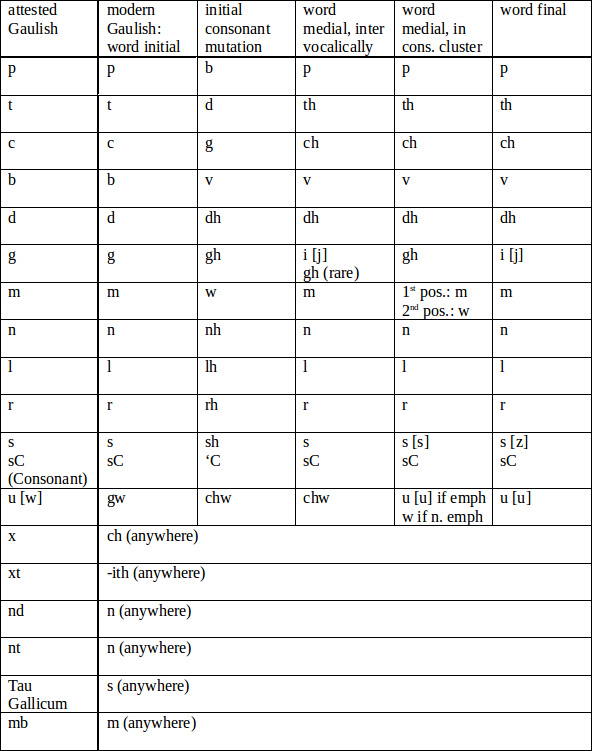 attested Gaulish | modern Gaulish: word initial | initial consonant mutation | word medial, inter vocalically | word medial, in cons. cluster | word final
p | p | b | p | p | p
t | t | d | th | th | th
c | c | g | ch | ch | ch
b | b | v | v | v | v
d | d | dh | dh | dh | dh
g | g | gh | i [j] gh (rare) | gh | i [j]
m | m | w | m | 1st pos.: m 2nd pos.: w | m
n | n | nh | n | n | n
l | l | lh | l | l | l
r | r | rh | r | r | r
s sC (Consonant) | s sC | sh ‘C | s sC | s [s] sC | s [z] sC
u [w] | gw | chw | chw | u [u] if emph w if n. emph | u [u]
x | ch (anywhere)
xt | -ith (anywhere)
nd | n (anywhere)
nt | n (anywhere)
Tau Gallicum | s (anywhere)
mb | m (anywhere)